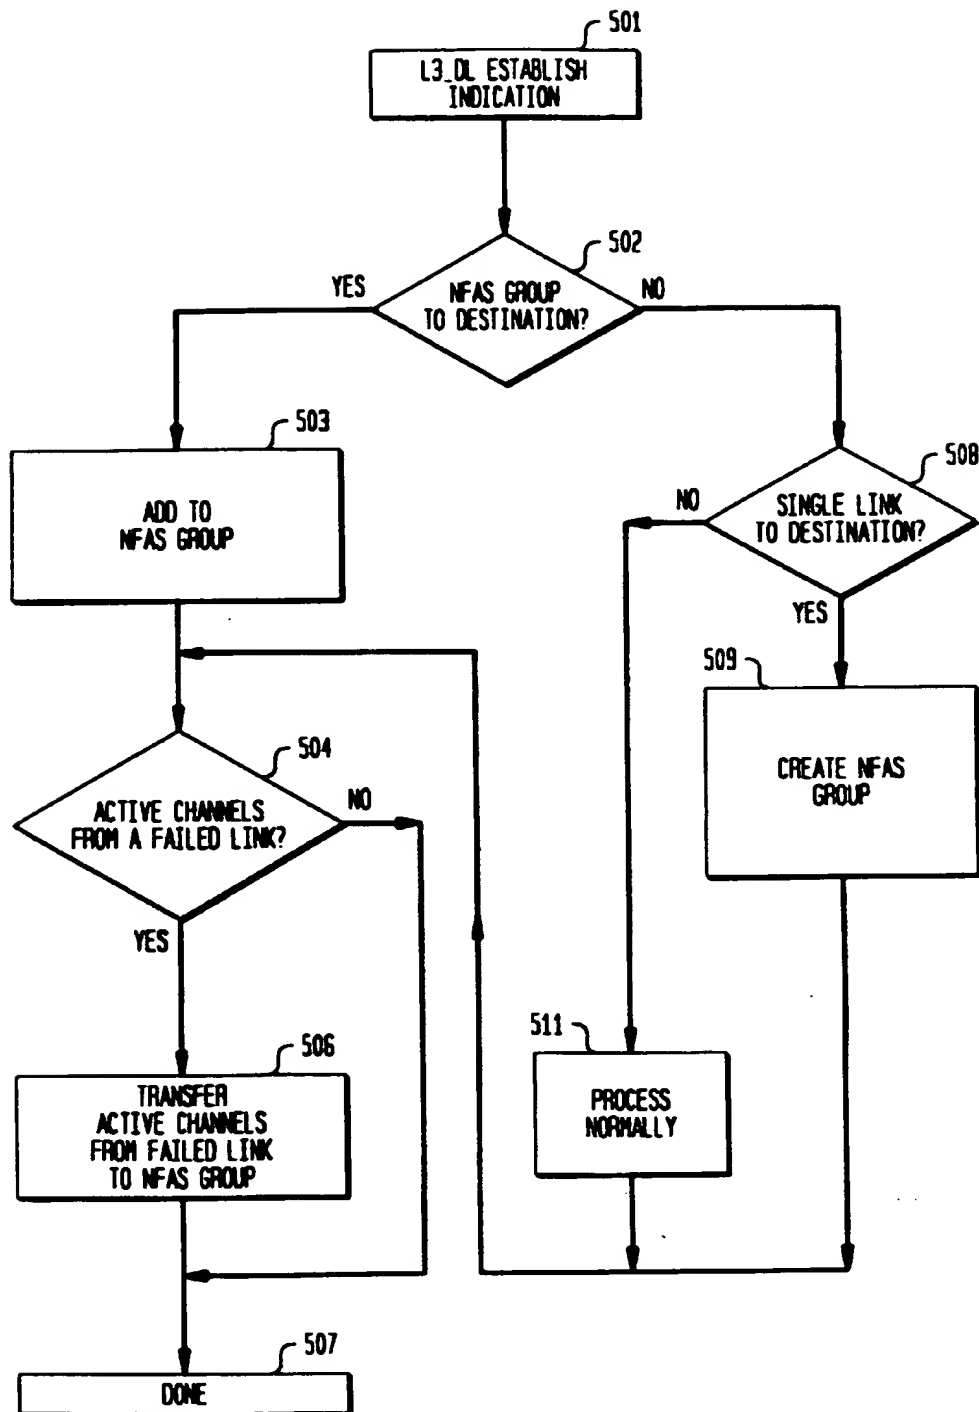 501
L3_DL ESTABLISH
INDICATION
502
YES
NO
NFAS GROUP
TO DESTINATION?
503
ADD TO
NFAS GROUP
508
NO
SINGLE LINK
TO DESTINATION?
YES
509
CREATE NFAS
GROUP
504
ACTIVE CHANNELS
FROM A FAILED LINK?
NO
YES
506
TRANSFER
ACTIVE CHANNELS
FROM FAILED LINK
TO NFAS GROUP
511
PROCESS
NORMALLY
507
DONE